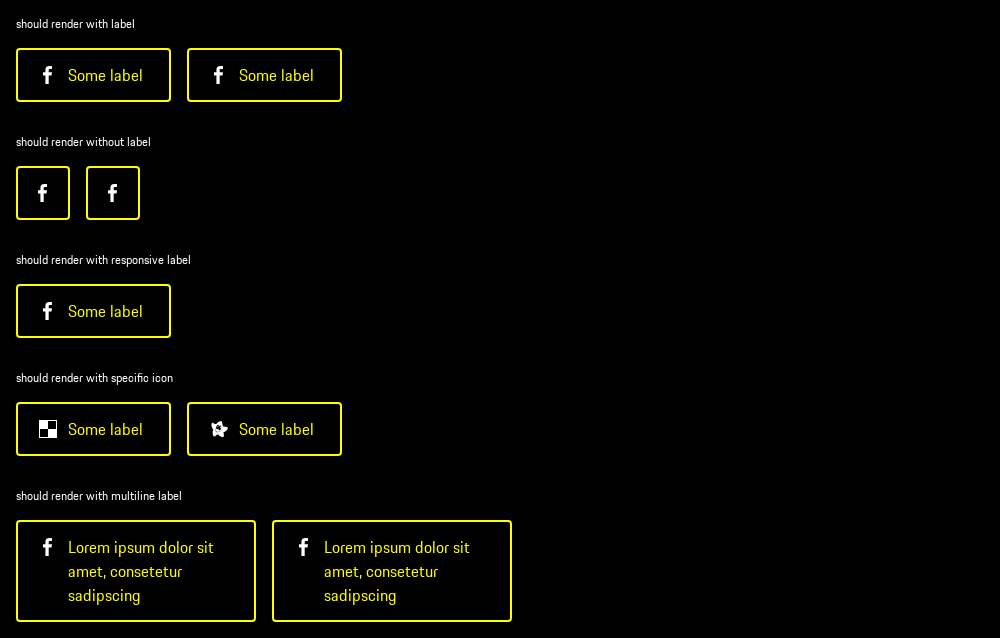 should render with label
Some label Some label
should render without label
should render with responsive label
Some label
should render with specific icon
Some label Some label
should render with multiline label
Lorem ipsum dolor sit
amet, consetetur
sadipscing
Lorem ipsum dolor sit
amet, consetetur
sadipscing